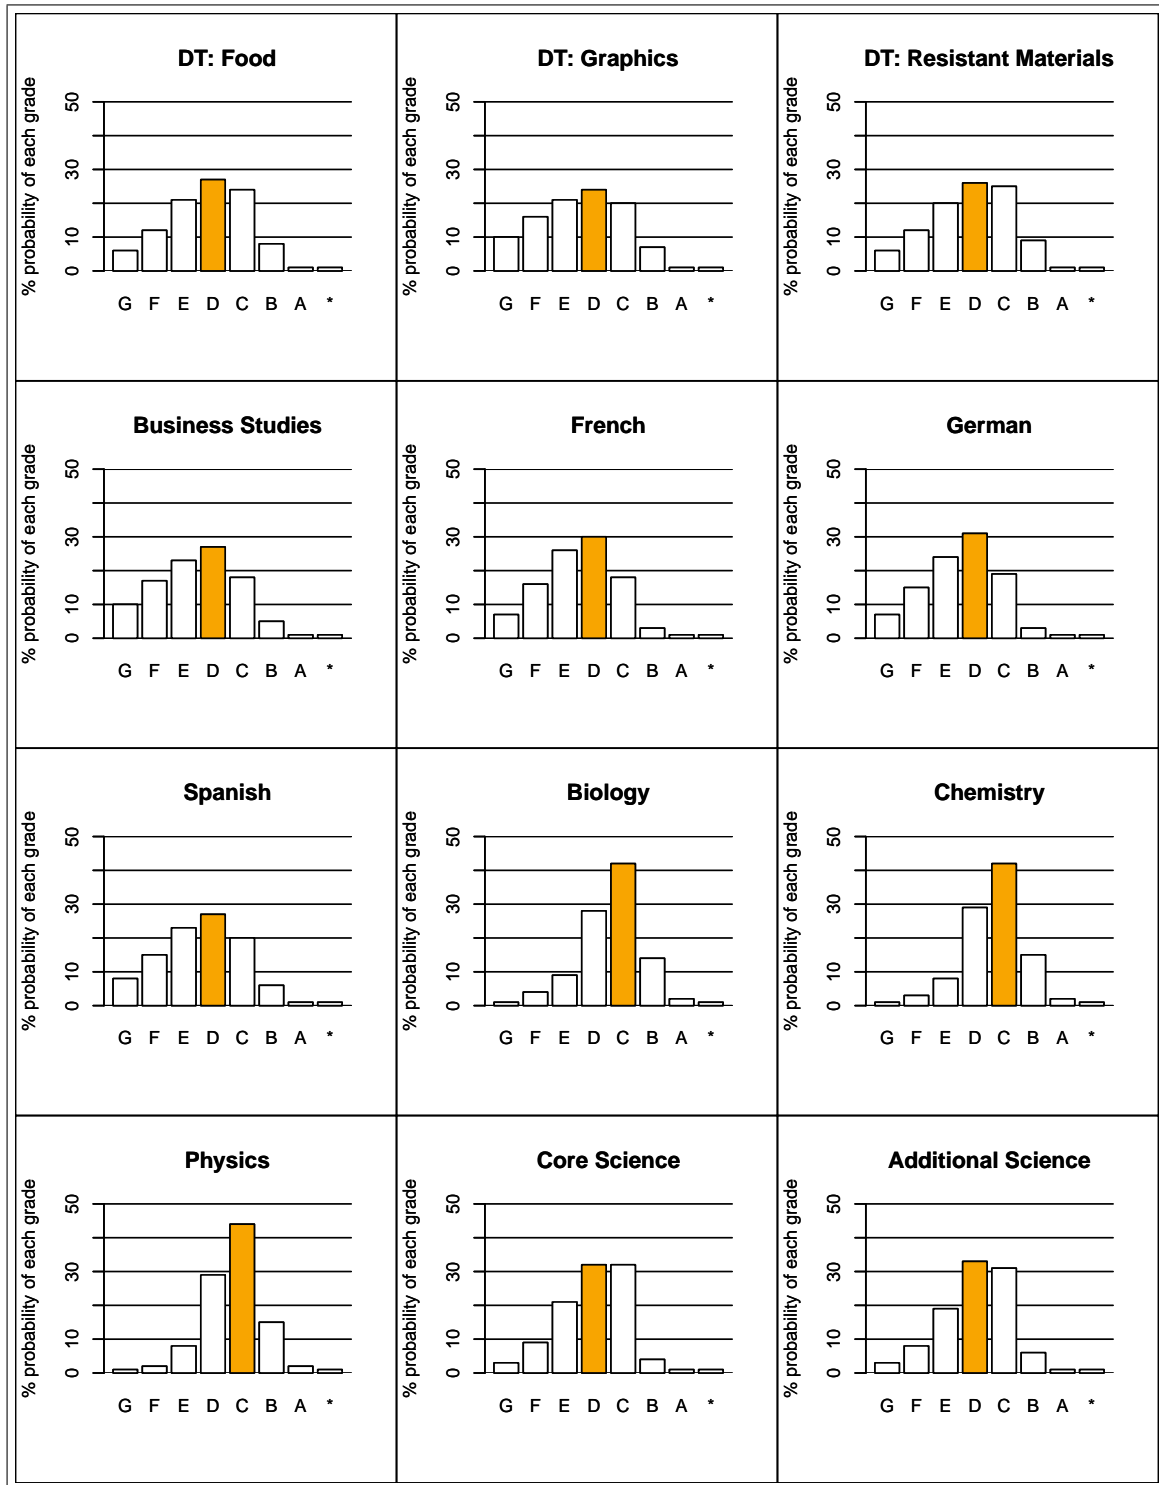 DT: Food
% probability of each grade
50
30
10
0
G F E D C B A *
DT: Graphics
% probability of each grade
50
30
10
0
G F E D C B A *
DT: Resistant Materials
% probability of each grade
50
30
10
0
G F E D C B A *
Business Studies
% probability of each grade
50
30
10
0
G F E D C B A *
French
% probability of each grade
50
30
10
0
G F E D C B A *
German
% probability of each grade
50
30
10
0
G F E D C B A *
Spanish
% probability of each grade
50
30
10
0
G F E D C B A *
Biology
% probability of each grade
50
30
10
0
G F E D C B A *
Chemistry
% probability of each grade
50
30
10
0
G F E D C B A *
Physics
% probability of each grade
50
30
10
0
G F E D C B A *
Core Science
% probability of each grade
50
30
10
0
G F E D C B A *
Additional Science
% probability of each grade
50
30
10
0
G F E D C B A *